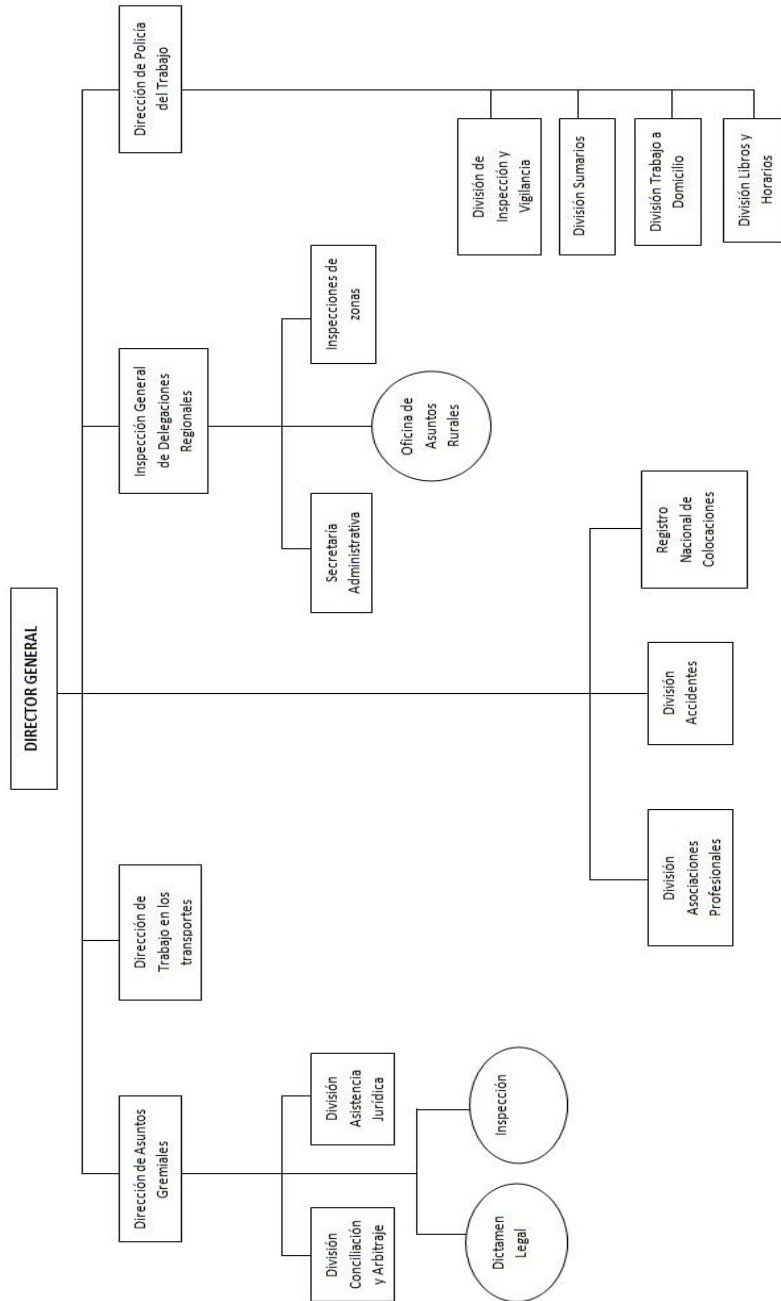 DIRECTOR GENERAL
Dirección de Asuntos
Gremiales
Dirección de
Trabajo en los
transportes
Inspección General
de Delegaciones
Regionales
Dirección de Policía
del Trabajo
División
Conciliación
y Arbitraje
División
Asistencia
Jurídica
Secretaría
Administrativa
Inspecciones de
zonas
Oficina de
Asuntos
Rurales
Dictamen
Legal
Inspección
División de
Inspección y
Vigilancia
División Sumarios
División Trabajo a
Domicilio
División Libros y
Horarios
División
Asociaciones
Profesionales
División
Accidentes
Registro
Nacional de
Colocaciones